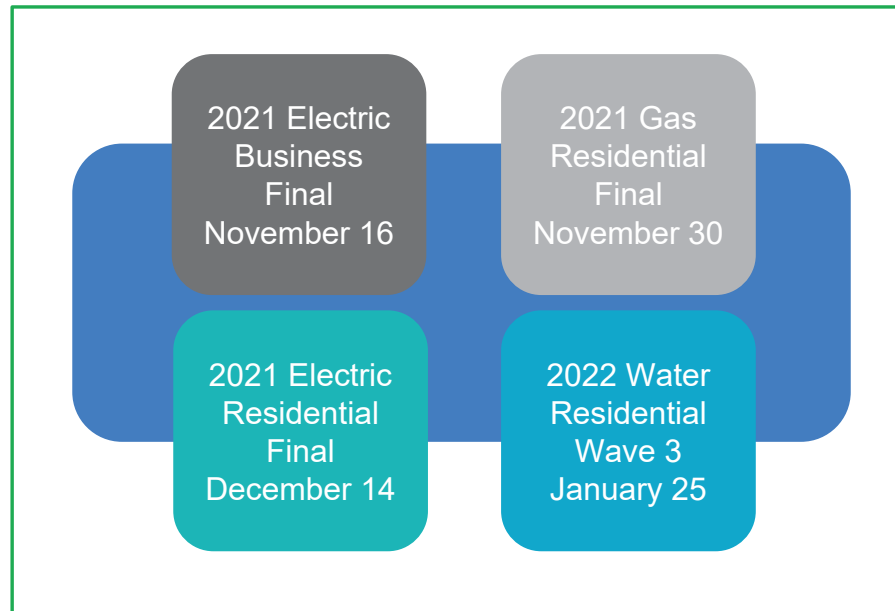 2021 Electric
Business
Final
November 16
2021 Gas
Residential
Final
November 30
2021 Electric
Residential
Final
December 14
2022 Water
Residential
Wave 3
January 25